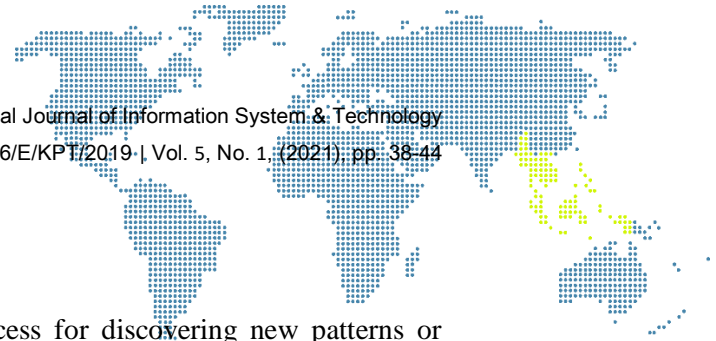 al Journal of Information System & Technology
6/E/KPT/2019 | Vol. 5, No. 1, (2021), pp. 38-44
cess for discovering new patterns or